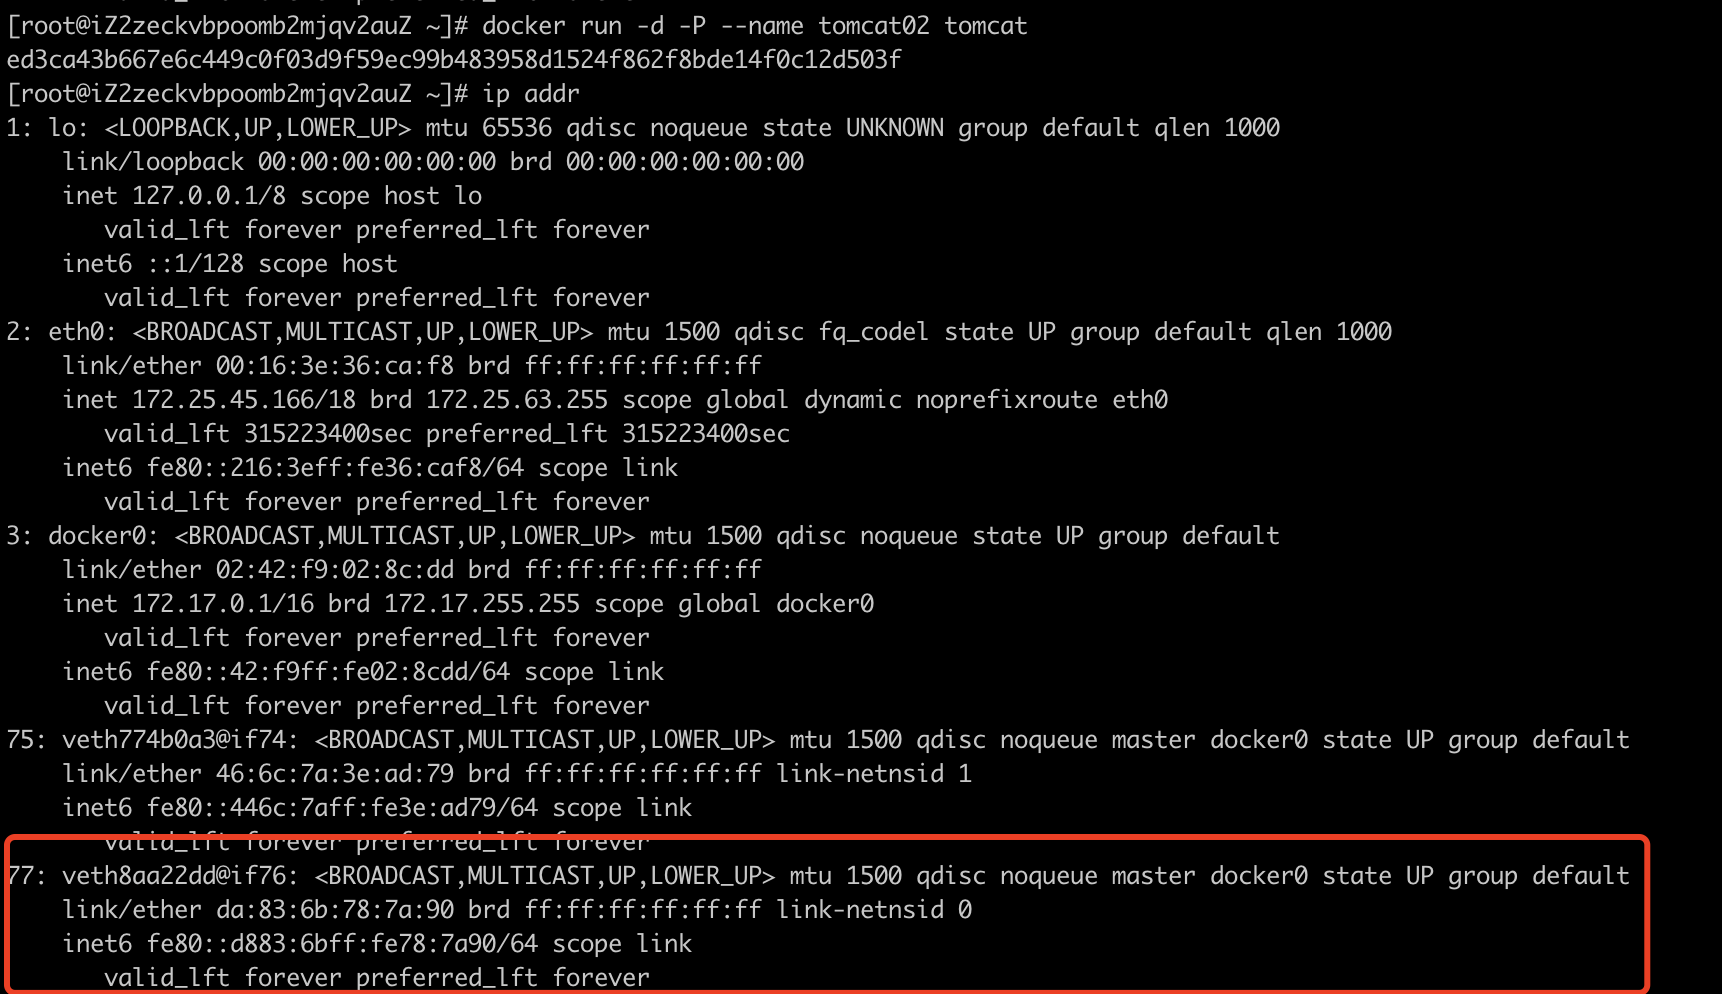 [root@iZ2zeckvbpoomb2mjqv2auZ ~]# docker run -d -P --name tomcat02 tomcat
ed3ca43b667e6c449c0f03d9f59ec99b483958d1524f862f8bde14f0c12d503f
[root@iZ2zeckvbpoomb2mjqv2auZ ~]# ip addr
1: lo: <LOOPBACK,UP,LOWER_UP> mtu 65536 qdisc noqueue state UNKNOWN group default qlen 1000
    link/loopback 00:00:00:00:00:00 brd 00:00:00:00:00:00
    inet 127.0.0.1/8 scope host lo
       valid_lft forever preferred_lft forever
    inet6 ::1/128 scope host
       valid_lft forever preferred_lft forever
2: eth0: <BROADCAST,MULTICAST,UP,LOWER_UP> mtu 1500 qdisc fq_codel state UP group default qlen 1000
    link/ether 00:16:3e:36:ca:f8 brd ff:ff:ff:ff:ff:ff
    inet 172.25.45.166/18 brd 172.25.63.255 scope global dynamic noprefixroute eth0
       valid_lft 315223400sec preferred_lft 315223400sec
    inet6 fe80::216:3eff:fe36:caf8/64 scope link
       valid_lft forever preferred_lft forever
3: docker0: <BROADCAST,MULTICAST,UP,LOWER_UP> mtu 1500 qdisc noqueue state UP group default
    link/ether 02:42:f9:02:8c:dd brd ff:ff:ff:ff:ff:ff
    inet 172.17.0.1/16 brd 172.17.255.255 scope global docker0
       valid_lft forever preferred_lft forever
    inet6 fe80::42:f9ff:fe02:8cdd/64 scope link
       valid_lft forever preferred_lft forever
75: veth774b0a3@if74: <BROADCAST,MULTICAST,UP,LOWER_UP> mtu 1500 qdisc noqueue master docker0 state UP group default
    link/ether 46:6c:7a:3e:ad:79 brd ff:ff:ff:ff:ff:ff link-netnsid 1
    inet6 fe80::446c:7aff:fe3e:ad79/64 scope link
       valid_lft forever preferred_lft forever
77: veth8aa22dd@if76: <BROADCAST,MULTICAST,UP,LOWER_UP> mtu 1500 qdisc noqueue master docker0 state UP group default
    link/ether da:83:6b:78:7a:90 brd ff:ff:ff:ff:ff:ff link-netnsid 0
    inet6 fe80::d883:6bff:fe78:7a90/64 scope link
       valid_lft forever preferred_lft forever